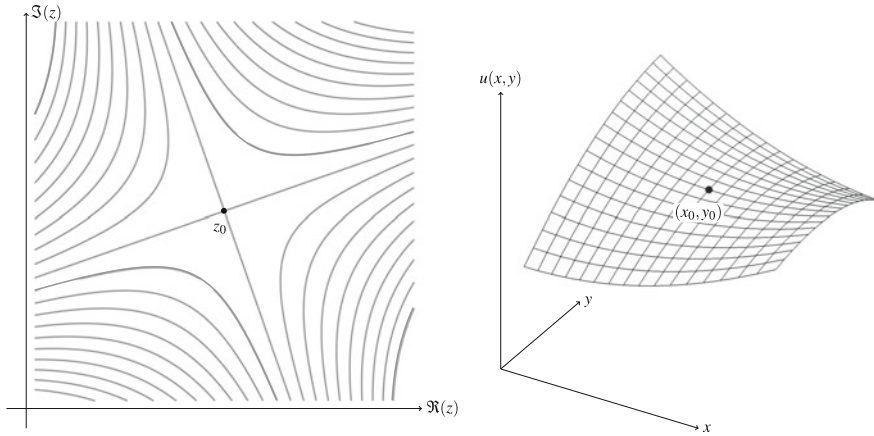 ℑ(z)
z₀
ℜ(z)
u(x,y)
(x₀,y₀)
y
x